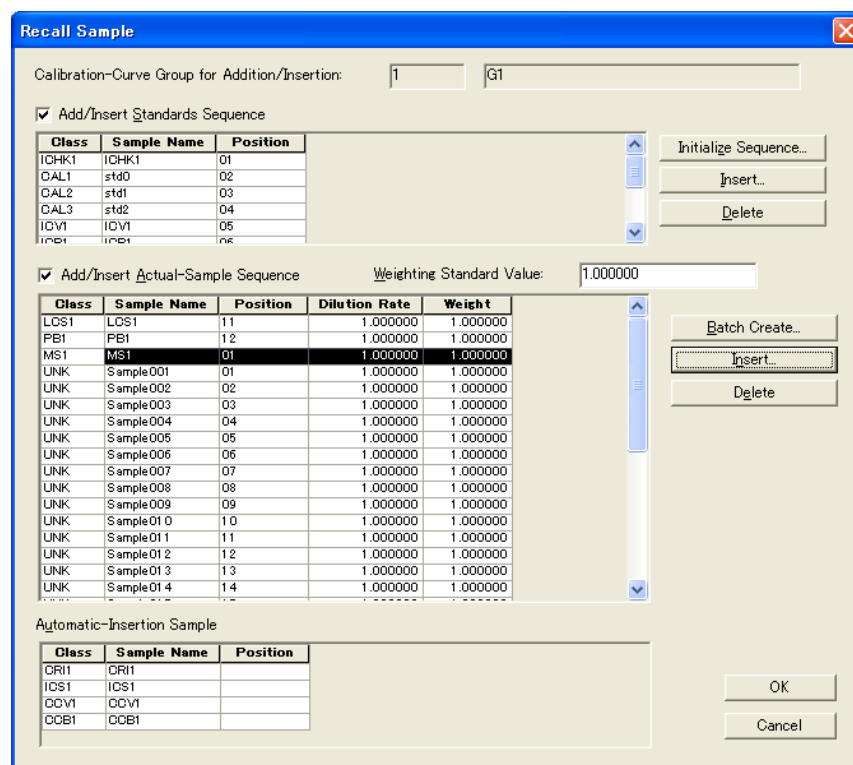 Recall Sample
Calibration-Curve Group for Addition/Insertion: 1 G1
Add/Insert Standards Sequence
Class Sample Name Position
ICHK1 ICHK1 01
CAL1 std0 02
CAL2 std1 03
CAL3 std2 04
ICV1 ICV1 05
ICB1 ICB1 06
Initialize Sequence...
Insert...
Delete
Add/Insert Actual-Sample Sequence Weighting Standard Value: 1.000000
Class Sample Name Position Dilution Rate Weight
LCS1 LCS1 11 1.000000 1.000000
PB1 PB1 12 1.000000 1.000000
MS1 MS1 01 1.000000 1.000000
UNK Sample001 01 1.000000 1.000000
UNK Sample002 02 1.000000 1.000000
UNK Sample003 03 1.000000 1.000000
UNK Sample004 04 1.000000 1.000000
UNK Sample005 05 1.000000 1.000000
UNK Sample006 06 1.000000 1.000000
UNK Sample007 07 1.000000 1.000000
UNK Sample008 08 1.000000 1.000000
UNK Sample009 09 1.000000 1.000000
UNK Sample010 10 1.000000 1.000000
UNK Sample011 11 1.000000 1.000000
UNK Sample012 12 1.000000 1.000000
UNK Sample013 13 1.000000 1.000000
UNK Sample014 14 1.000000 1.000000
Batch Create...
Insert...
Delete
Automatic-Insertion Sample
Class Sample Name Position
CRI1 CRI1
ICS1 ICS1
CCV1 CCV1
CCB1 CCB1
OK
Cancel